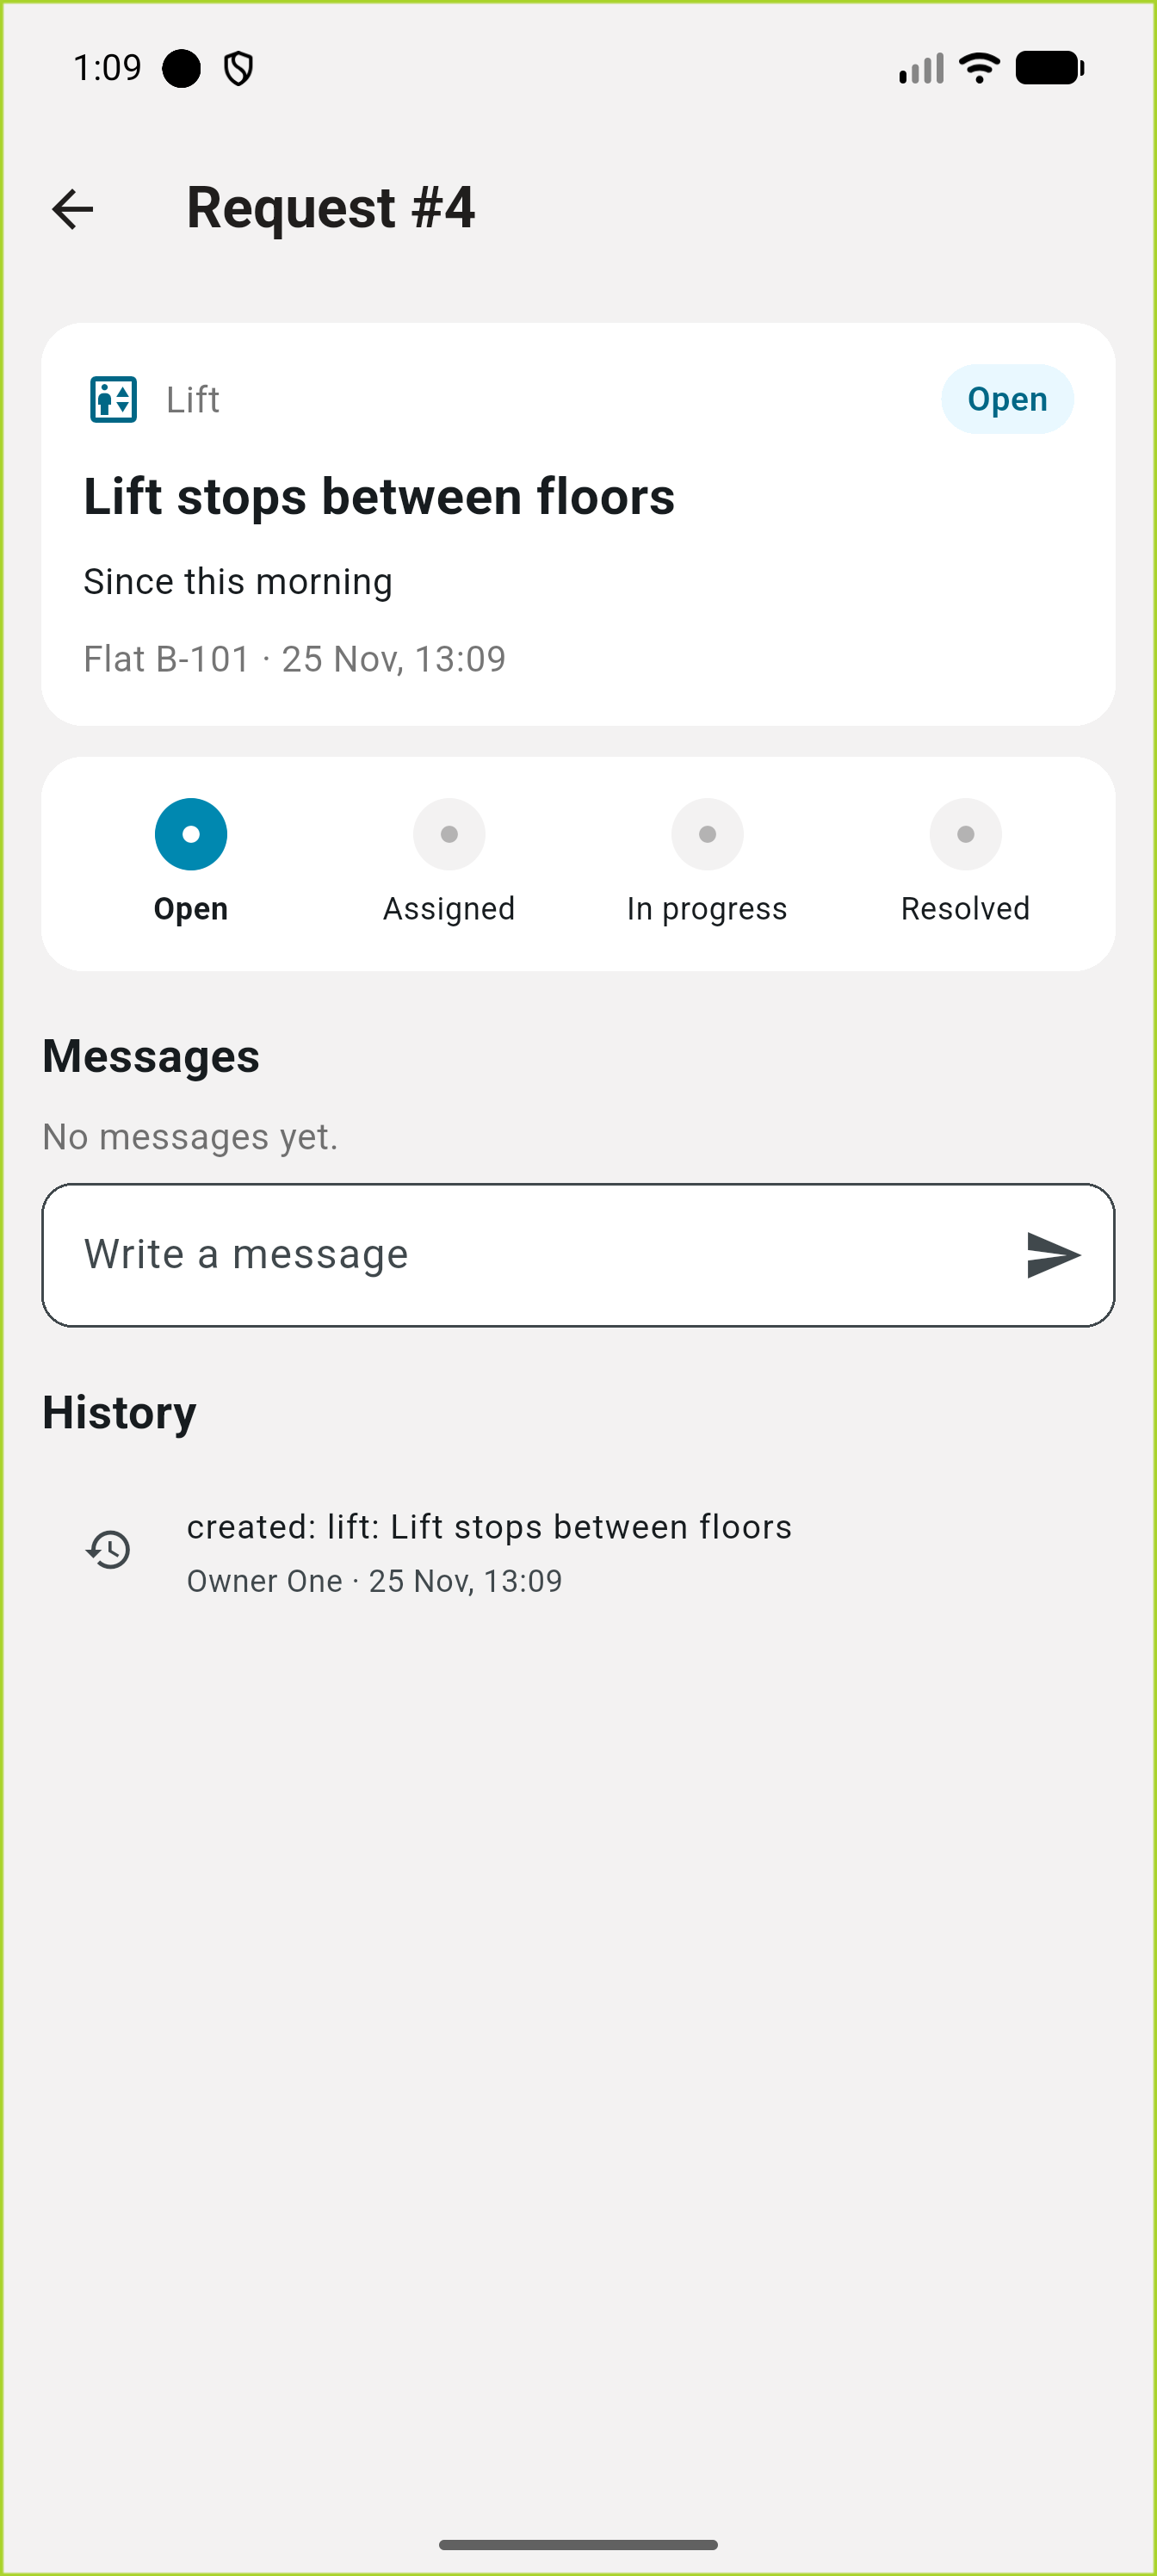 1:09
Request #4
Lift
Open
Lift stops between floors
Since this morning
Flat B-101 · 25 Nov, 13:09
Open
Assigned
In progress
Resolved
Messages
No messages yet.
Write a message
History
created: lift: Lift stops between floors
Owner One · 25 Nov, 13:09